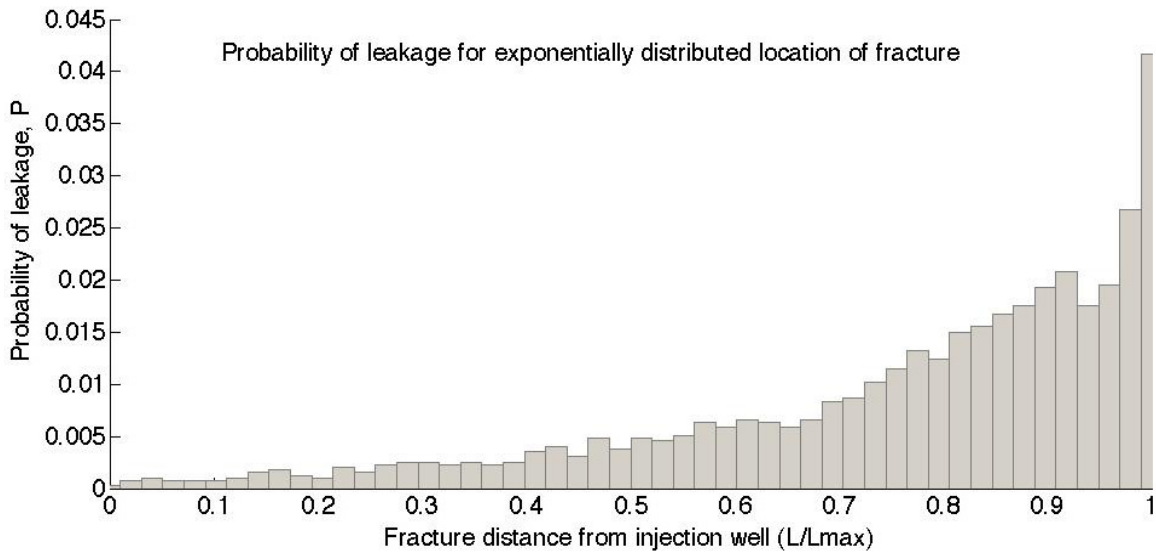 Probability of leakage for exponentially distributed location of fracture
Probability of leakage, P
0.045
0.04
0.035
0.03
0.025
0.02
0.015
0.01
0.005
0
0 0.1 0.2 0.3 0.4 0.5 0.6 0.7 0.8 0.9 1
Fracture distance from injection well (L/Lmax)